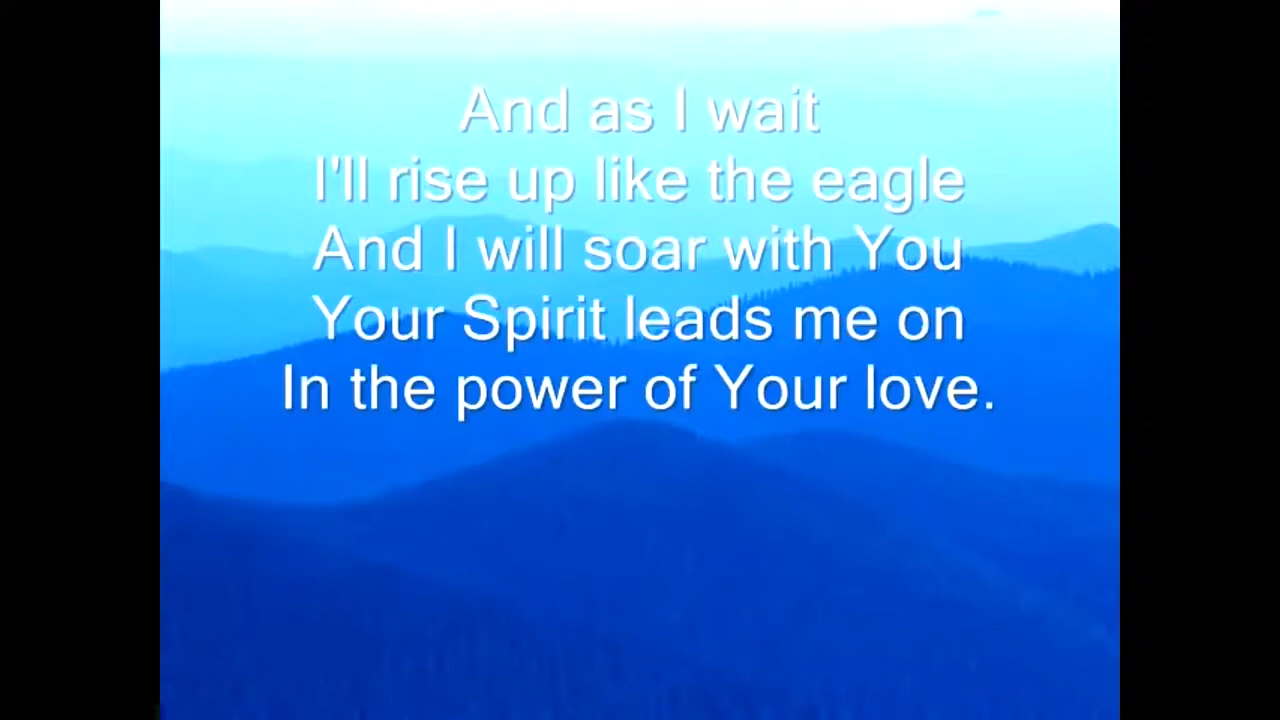 And as I wait
I'll rise up like the eagle
And I will soar with You
Your Spirit leads me on
In the power of Your love.